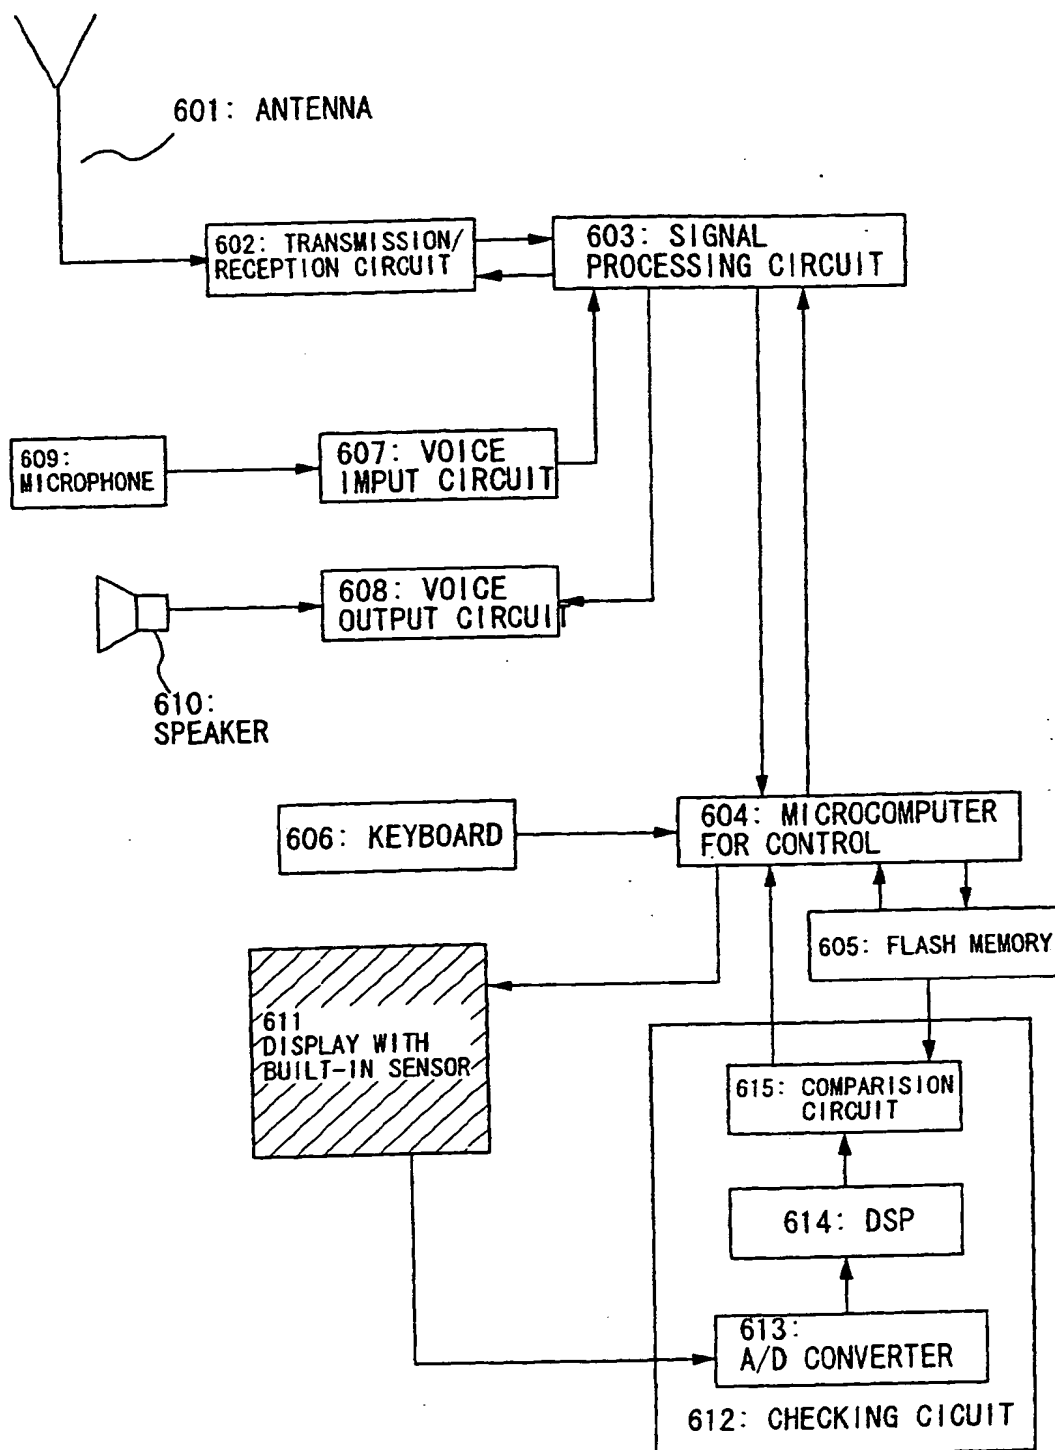 601: ANTENNA
602: TRANSMISSION/
RECEPTION CIRCUIT
603: SIGNAL
PROCESSING CIRCUIT
609:
MICROPHONE
607: VOICE
IMPUT CIRCUIT
608: VOICE
OUTPUT CIRCUIT
610:
SPEAKER
606: KEYBOARD
604: MICROCOMPUTER
FOR CONTROL
605: FLASH MEMORY
611
DISPLAY WITH
BUILT-IN SENSOR
615: COMPARISION
CIRCUIT
614: DSP
613:
A/D CONVERTER
612: CHECKING CICUIT